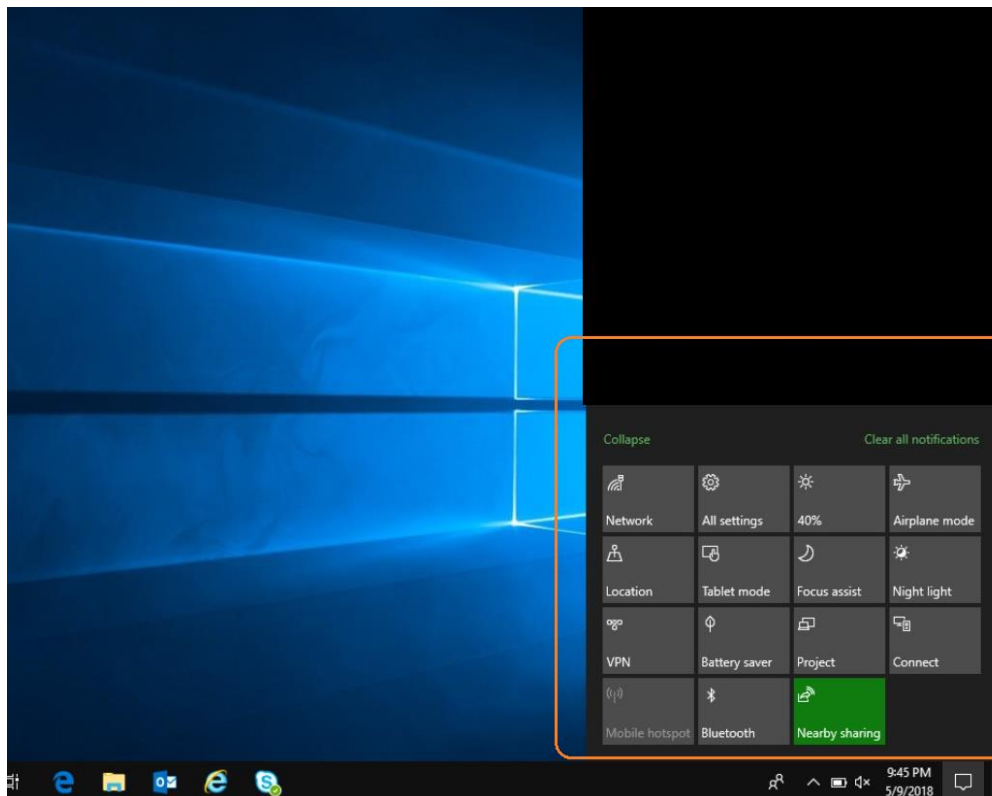 Collapse Clear all notifications
Network All settings 40% Airplane mode
Location Tablet mode Focus assist Night light
VPN Battery saver Project Connect
Mobile hotspot Bluetooth Nearby sharing
9:45 PM
5/9/2018